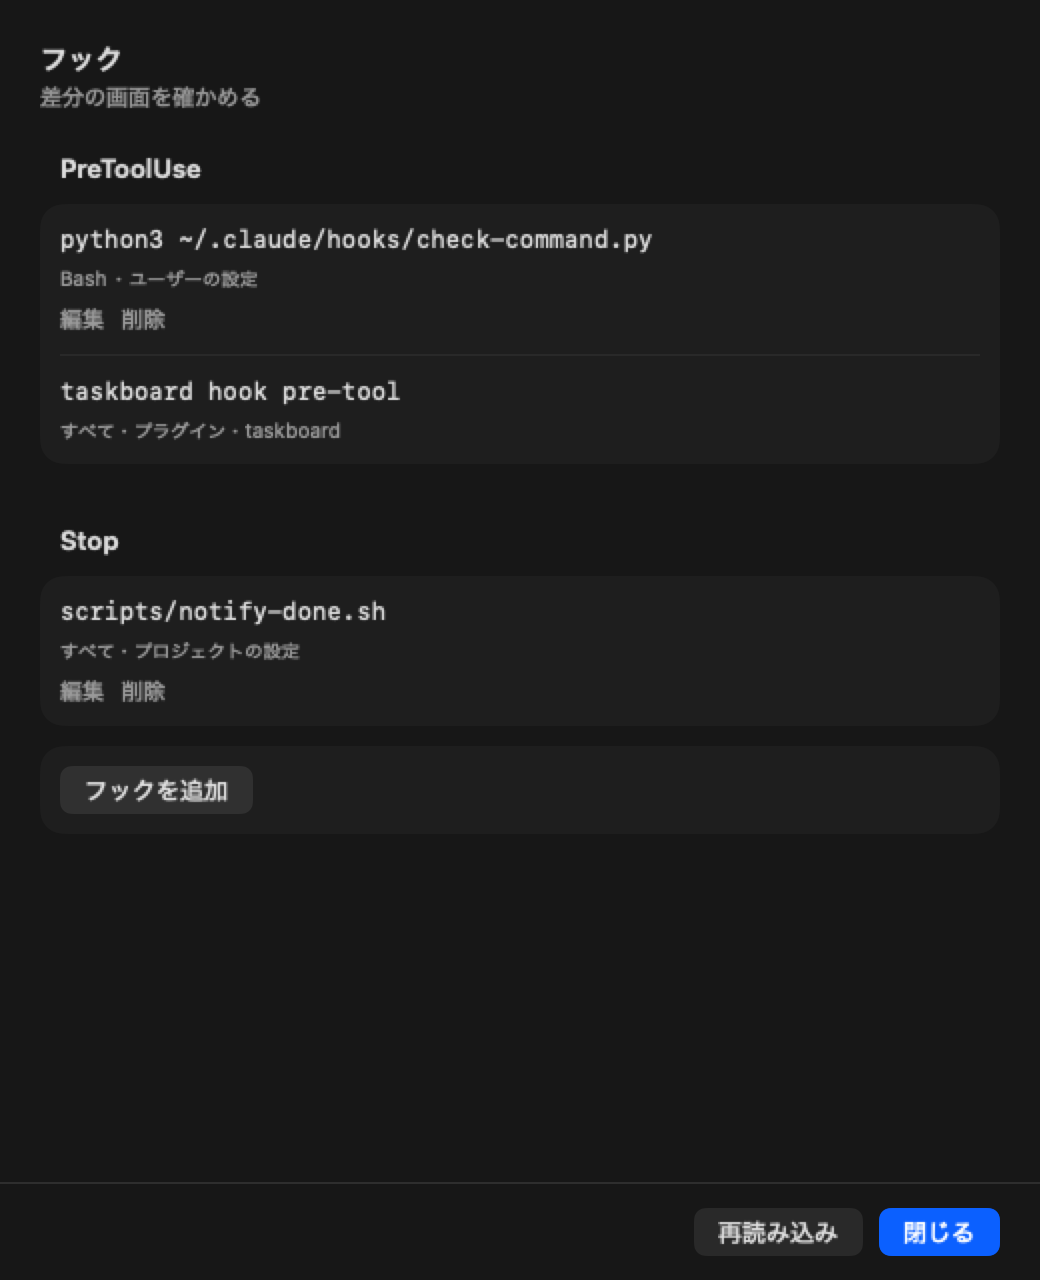 フック
差分の画面を確かめる
PreToolUse
python3 ~/.claude/hooks/check-command.py
Bash・ユーザーの設定
編集 削除
taskboard hook pre-tool
すべて・プラグイン・taskboard
Stop
scripts/notify-done.sh
すべて・プロジェクトの設定
編集 削除
フックを追加
再読み込み 閉じる